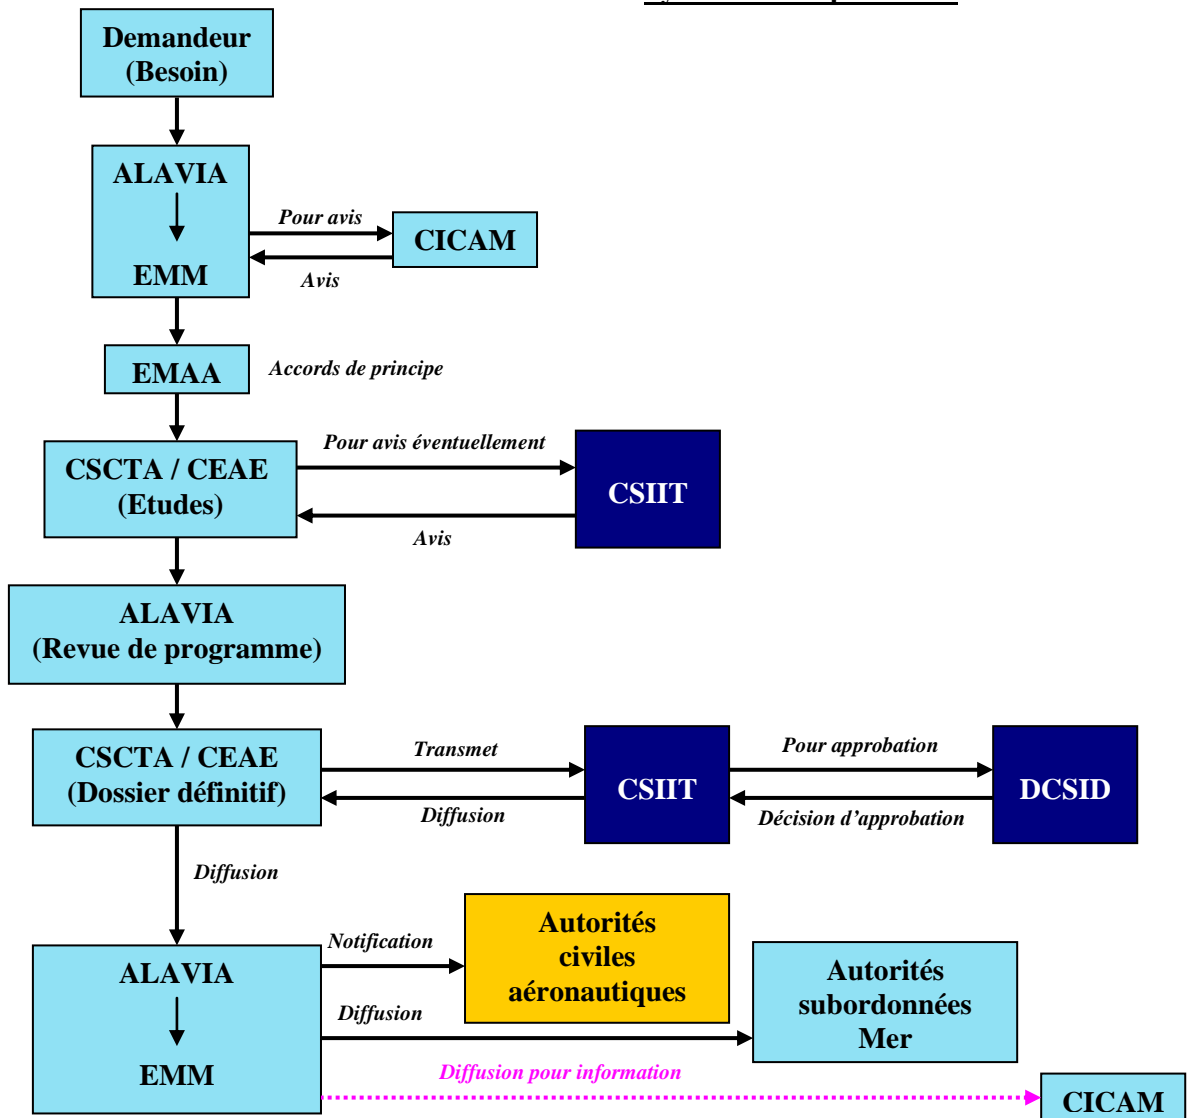 Demandeur
(Besoin)
ALAVIA
EMM
Pour avis
CICAM
Avis
EMAA
Accords de principe
CSCTA / CEAE
(Etudes)
Pour avis éventuellement
CSIIT
Avis
ALAVIA
(Revue de programme)
CSCTA / CEAE
(Dossier définitif)
Transmet
Diffusion
CSIIT
Pour approbation
Décision d’approbation
DCSID
Diffusion
ALAVIA
EMM
Notification
Autorités
civiles
aéronautiques
Diffusion
Autorités
subordonnées
Mer
Diffusion pour information
CICAM